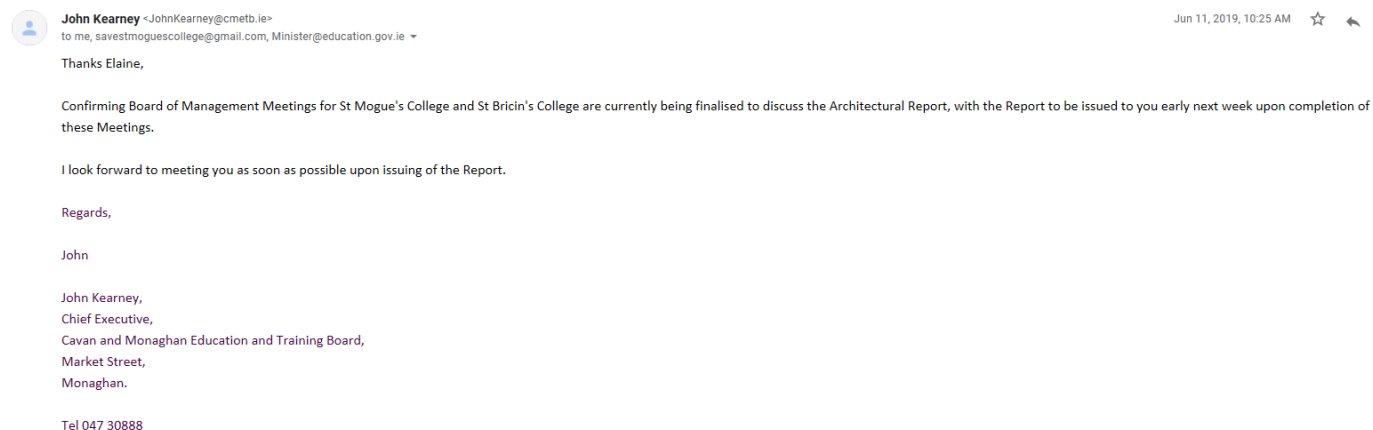 John Kearney <JohnKearney@cmetb.ie>
Jun 11, 2019, 10:25 AM
to me, savestmoguescollege@gmail.com, Minister@education.gov.ie
Thanks Elaine,
Confirming Board of Management Meetings for St Mogue's College and St Bricin's College are currently being finalised to discuss the Architectural Report, with the Report to be issued to you early next week upon completion of
these Meetings.
I look forward to meeting you as soon as possible upon issuing of the Report.
Regards,
John
John Kearney,
Chief Executive,
Cavan and Monaghan Education and Training Board,
Market Street,
Monaghan.
Tel 047 30888